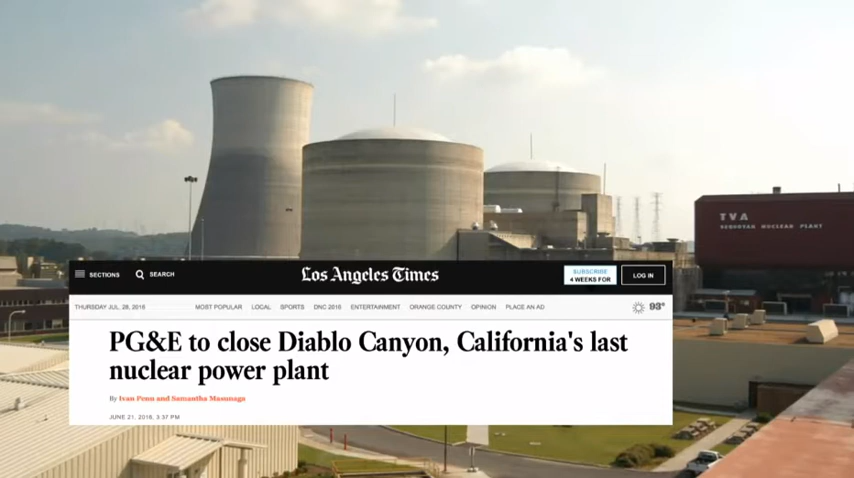 TVA
SEQUOYAH NUCLEAR PLANT
SECTIONS SEARCH Los Angeles Times SUBSCRIBE 4 WEEKS FOR LOG IN
THURSDAY JUL. 28, 2016 MOST POPULAR LOCAL SPORTS DNC 2016 ENTERTAINMENT ORANGE COUNTY OPINION PLACE AN AD 93°
PG&E to close Diablo Canyon, California's last
nuclear power plant
By Ivan Penn and Samantha Masunaga
JUNE 21, 2016, 3:37 PM